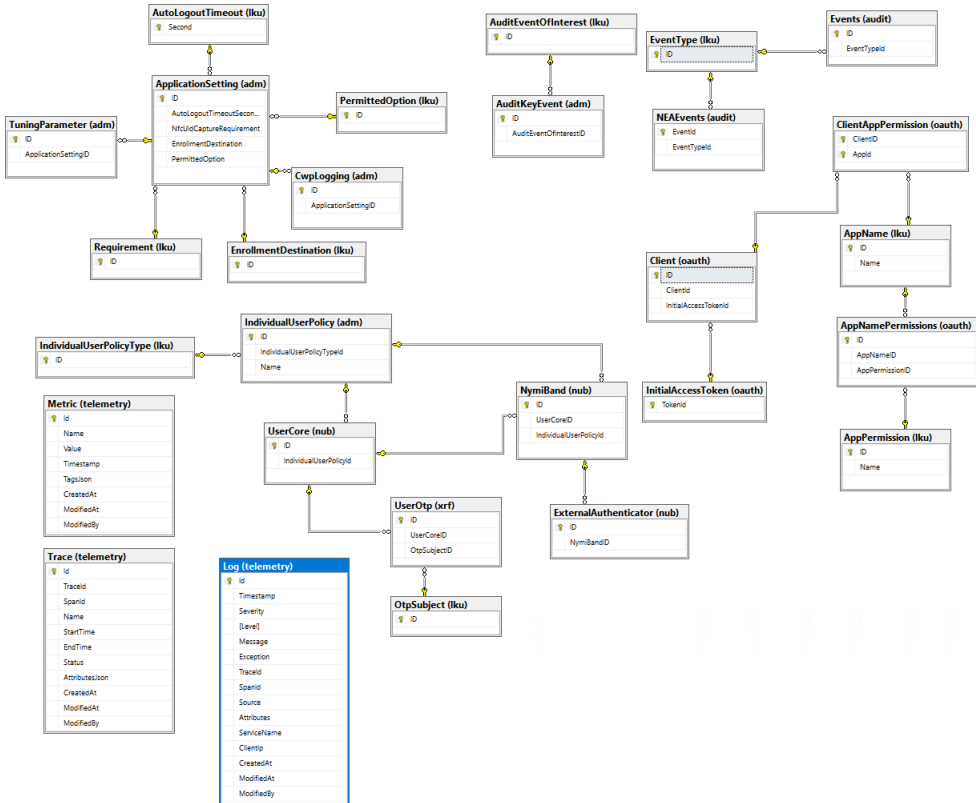 AutoLogoutTimeout (lku)
Second
ApplicationSetting (adm)
ID
AutoLogoutTimeoutSecon...
NfcUidCaptureRequirement
EnrollmentDestination
PermittedOption
TuningParameter (adm)
ID
ApplicationSettingID
PermittedOption (lku)
ID
CwpLogging (adm)
ID
ApplicationSettingID
Requirement (lku)
ID
EnrollmentDestination (lku)
ID
AuditEventOfInterest (lku)
ID
AuditKeyEvent (adm)
ID
AuditEventOfInterestID
EventType (lku)
ID
Events (audit)
ID
EventTypeId
NEAEvents (audit)
EventId
EventTypeId
ClientAppPermission (oauth)
ClientID
AppId
Client (oauth)
ID
ClientId
InitialAccessTokenId
AppName (lku)
ID
Name
AppNamePermissions (oauth)
ID
AppNameID
AppPermissionID
InitialAccessToken (oauth)
TokenId
AppPermission (lku)
ID
Name
IndividualUserPolicyType (lku)
ID
IndividualUserPolicy (adm)
ID
IndividualUserPolicyTypeId
Name
NymiBand (nub)
ID
UserCoreID
IndividualUserPolicyId
UserCore (nub)
ID
IndividualUserPolicyId
UserOtp (xrf)
ID
UserCoreID
OtpSubjectID
ExternalAuthenticator (nub)
ID
NymiBandID
OtpSubject (lku)
ID
Metric (telemetry)
Id
Name
Value
Timestamp
TagsJson
CreatedAt
ModifiedAt
ModifiedBy
Trace (telemetry)
Id
TraceId
SpanId
Name
StartTime
EndTime
Status
AttributesJson
CreatedAt
ModifiedAt
ModifiedBy
Log (telemetry)
Id
Timestamp
Severity
[Level]
Message
Exception
TraceId
SpanId
Source
Attributes
ServiceName
ClientIp
CreatedAt
ModifiedAt
ModifiedBy